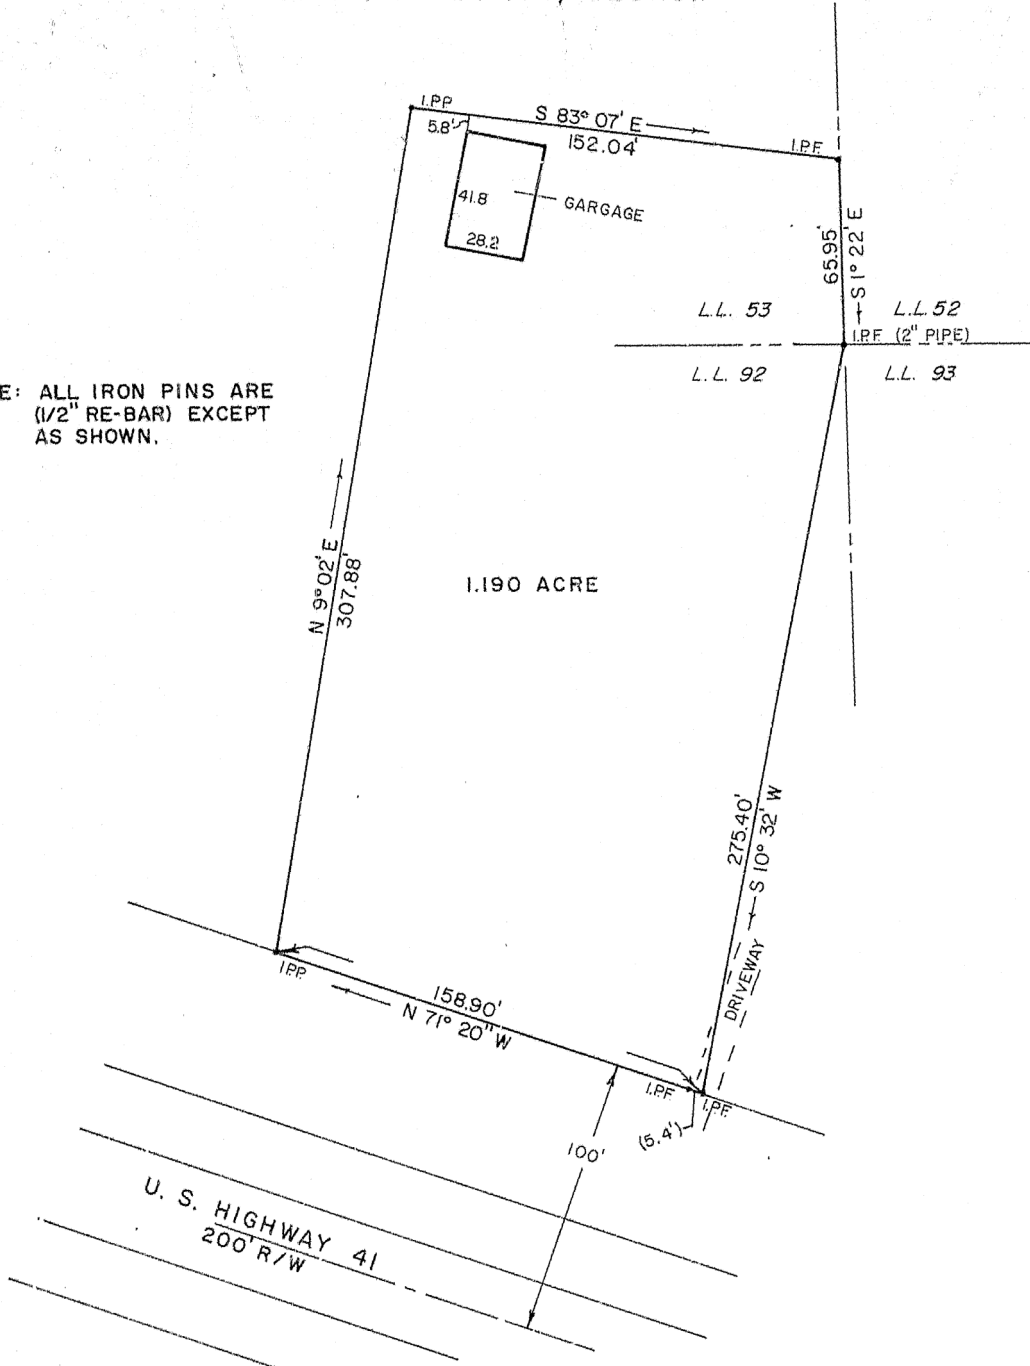 I.P.P.
S 83° 07' E
152.04'
I.P.F.
5.8'
41.8
28.2
GARGAGE
65.95'
S 1° 22' E
L.L. 53
L.L. 52
I.P.F. (2" PIPE)
L.L. 92
L.L. 93
E: ALL IRON PINS ARE
(1/2" RE-BAR) EXCEPT
AS SHOWN.
N 9° 02' E
307.88'
1.190 ACRE
275.40'
S 10° 32' W
DRIVEWAY
I.P.P.
158.90'
N 71° 20" W
I.P.F.
I.P.F.
(5.4')
100'
U. S. HIGHWAY 41
200' R/W